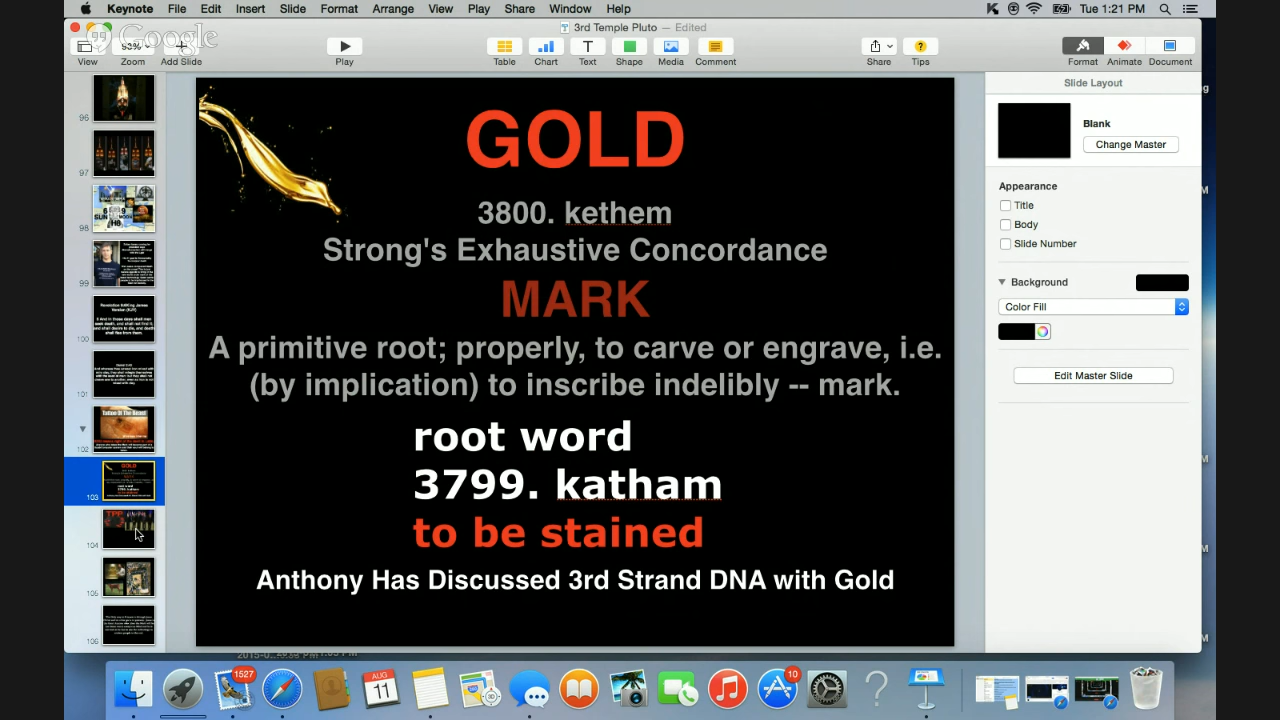 Keynote File Edit Insert Slide Format Arrange View Play Share Window Help
Tue 1:21 PM
Google
3rd Temple Pluto — Edited
View Zoom Add Slide Play Table Chart Text Shape Media Comment Share Tips Format Animate Document
Slide Layout
Blank
Change Master
Appearance
Title
Body
Slide Number
Background
Color Fill
Edit Master Slide
96
97
98
99
100
101
102
103
104
105
106
TPP
GOLD
3800. kethem
Strong's Exhaustive Concordance
MARK
A primitive root; properly, to carve or engrave, i.e.
(by implication) to inscribe indelibly -- mark.
root word
3799. katham
to be stained
Anthony Has Discussed 3rd Strand DNA with Gold
1527
AUG
11
10